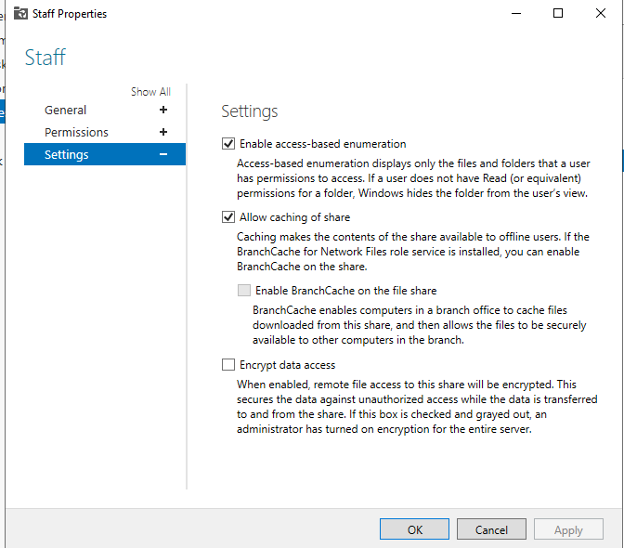 Staff Properties
Staff
Show All
General +
Permissions +
Settings −
Settings
Enable access-based enumeration
Access-based enumeration displays only the files and folders that a user
has permissions to access. If a user does not have Read (or equivalent)
permissions for a folder, Windows hides the folder from the user's view.
Allow caching of share
Caching makes the contents of the share available to offline users. If the
BranchCache for Network Files role service is installed, you can enable
BranchCache on the share.
Enable BranchCache on the file share
BranchCache enables computers in a branch office to cache files
downloaded from this share, and then allows the files to be securely
available to other computers in the branch.
Encrypt data access
When enabled, remote file access to this share will be encrypted. This
secures the data against unauthorized access while the data is transferred
to and from the share. If this box is checked and grayed out, an
administrator has turned on encryption for the entire server.
OK
Cancel
Apply